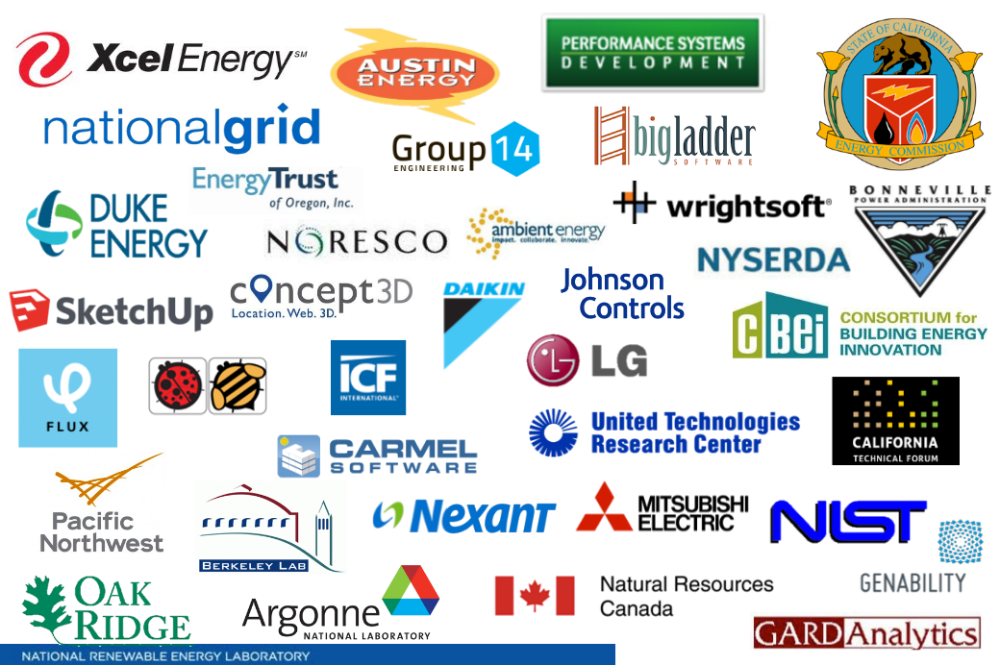 Xcel Energy SM
AUSTIN
ENERGY
PERFORMANCE SYSTEMS
DEVELOPMENT
STATE OF CALIFORNIA
ENERGY COMMISSION
nationalgrid
Group 14
ENGINEERING
bigladder
SOFTWARE
EnergyTrust
of Oregon, Inc.
DUKE
ENERGY
NORESCO
ambient energy
impact. collaborate. innovate.
wrightsoft®
BONNEVILLE
POWER ADMINISTRATION
NYSERDA
SketchUp
concept3D
Location. Web. 3D.
DAIKIN
Johnson
Controls
CBEi
CONSORTIUM for
BUILDING ENERGY
INNOVATION
FLUX
ICF
INTERNATIONAL®
LG
United Technologies
Research Center
CALIFORNIA
TECHNICAL FORUM
CARMEL
SOFTWARE
Pacific
Northwest
BERKELEY LAB
Nexant
MITSUBISHI
ELECTRIC
NIST
GENABILITY
OAK
RIDGE
Argonne
NATIONAL LABORATORY
Natural Resources
Canada
GARDAnalytics
NATIONAL RENEWABLE ENERGY LABORATORY